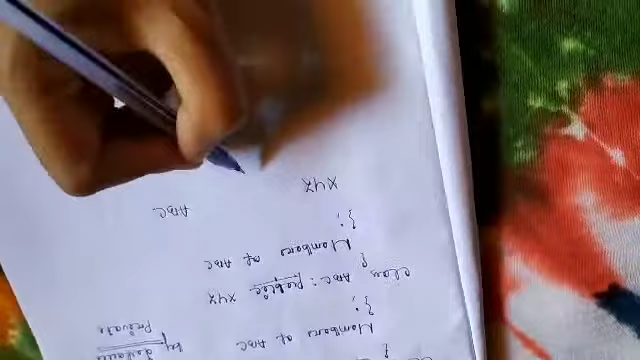 {
Members of ABC
by default
Private
};
class ABC : public XYZ
{
Members of ABC
};
XYZ
ABC